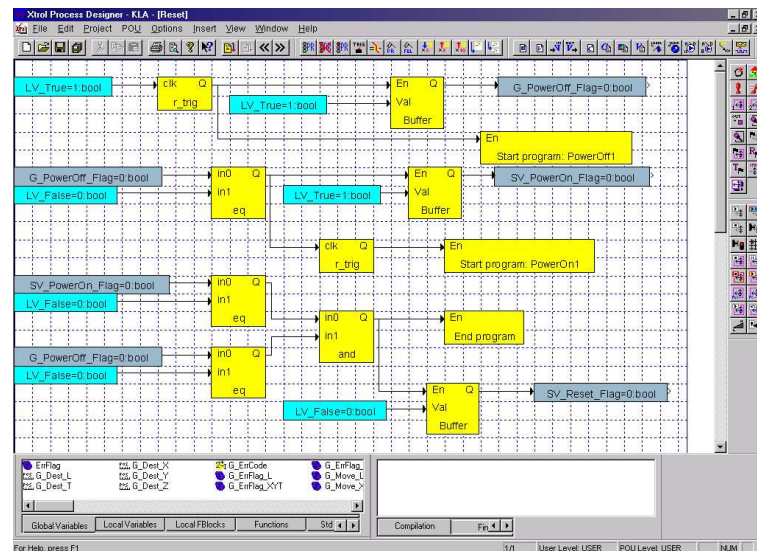 Xtrol Process Designer - KLA - [Reset]
File Edit Project POU Options Insert View Window Help
LV_True=1:bool
clk Q
r_trig
LV_True=1:bool
En Q
Val
Buffer
G_PowerOff_Flag=0:bool
En
Start program: PowerOff1
G_PowerOff_Flag=0:bool
LV_False=0:bool
in0 Q
in1
eq
LV_True=1:bool
En Q
Val
Buffer
SV_PowerOn_Flag=0:bool
clk Q
r_trig
En
Start program: PowerOn1
SV_PowerOn_Flag=0:bool
LV_False=0:bool
in0 Q
in1
eq
in0 Q
in1
and
En
End program
G_PowerOff_Flag=0:bool
LV_False=0:bool
in0 Q
in1
eq
LV_False=0:bool
En Q
Val
Buffer
SV_Reset_Flag=0:bool
ErrFlag G_Dest_X G_ErrCode G_ErrFlag_
G_Dest_L G_Dest_Y G_ErrFlag_L G_Move_L
G_Dest_T G_Dest_Z G_ErrFlag_XYT G_Move_X
Global Variables Local Variables Local FBlocks Functions Std
Compilation Fin
For Help, press F1
1/1 User Level: USER POU Level: USER NUM